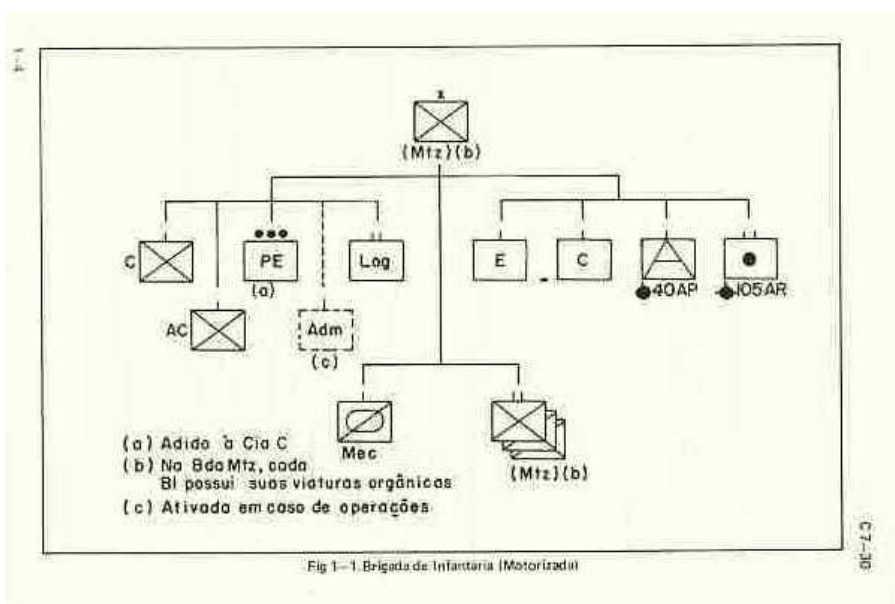 1-4
x
(Mtz)(b)
C
PE
(a)
Log
E
C
40AP
105AR
AC
Adm
(c)
Mec
(Mtz)(b)
(a) Adido à Cia C
(b) Na Bda Mtz, cada
BI possui suas viaturas orgânicas
(c) Ativada em caso de operações
Fig 1-1. Brigada de Infantaria (Motorizada)
C7-30